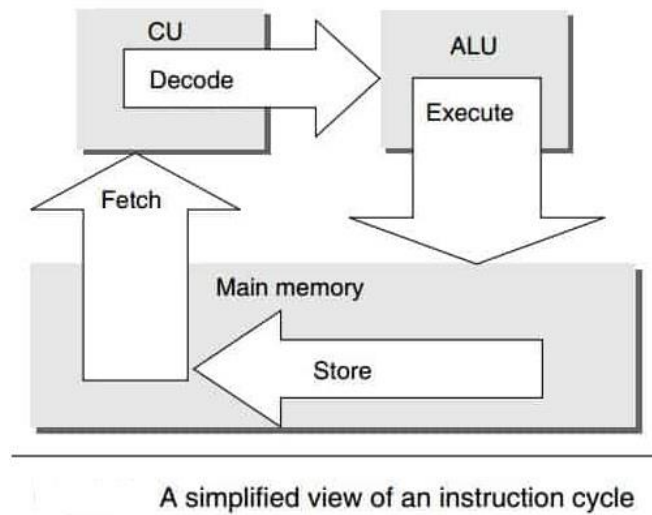 CU
ALU
Decode
Execute
Fetch
Main memory
Store
A simplified view of an instruction cycle